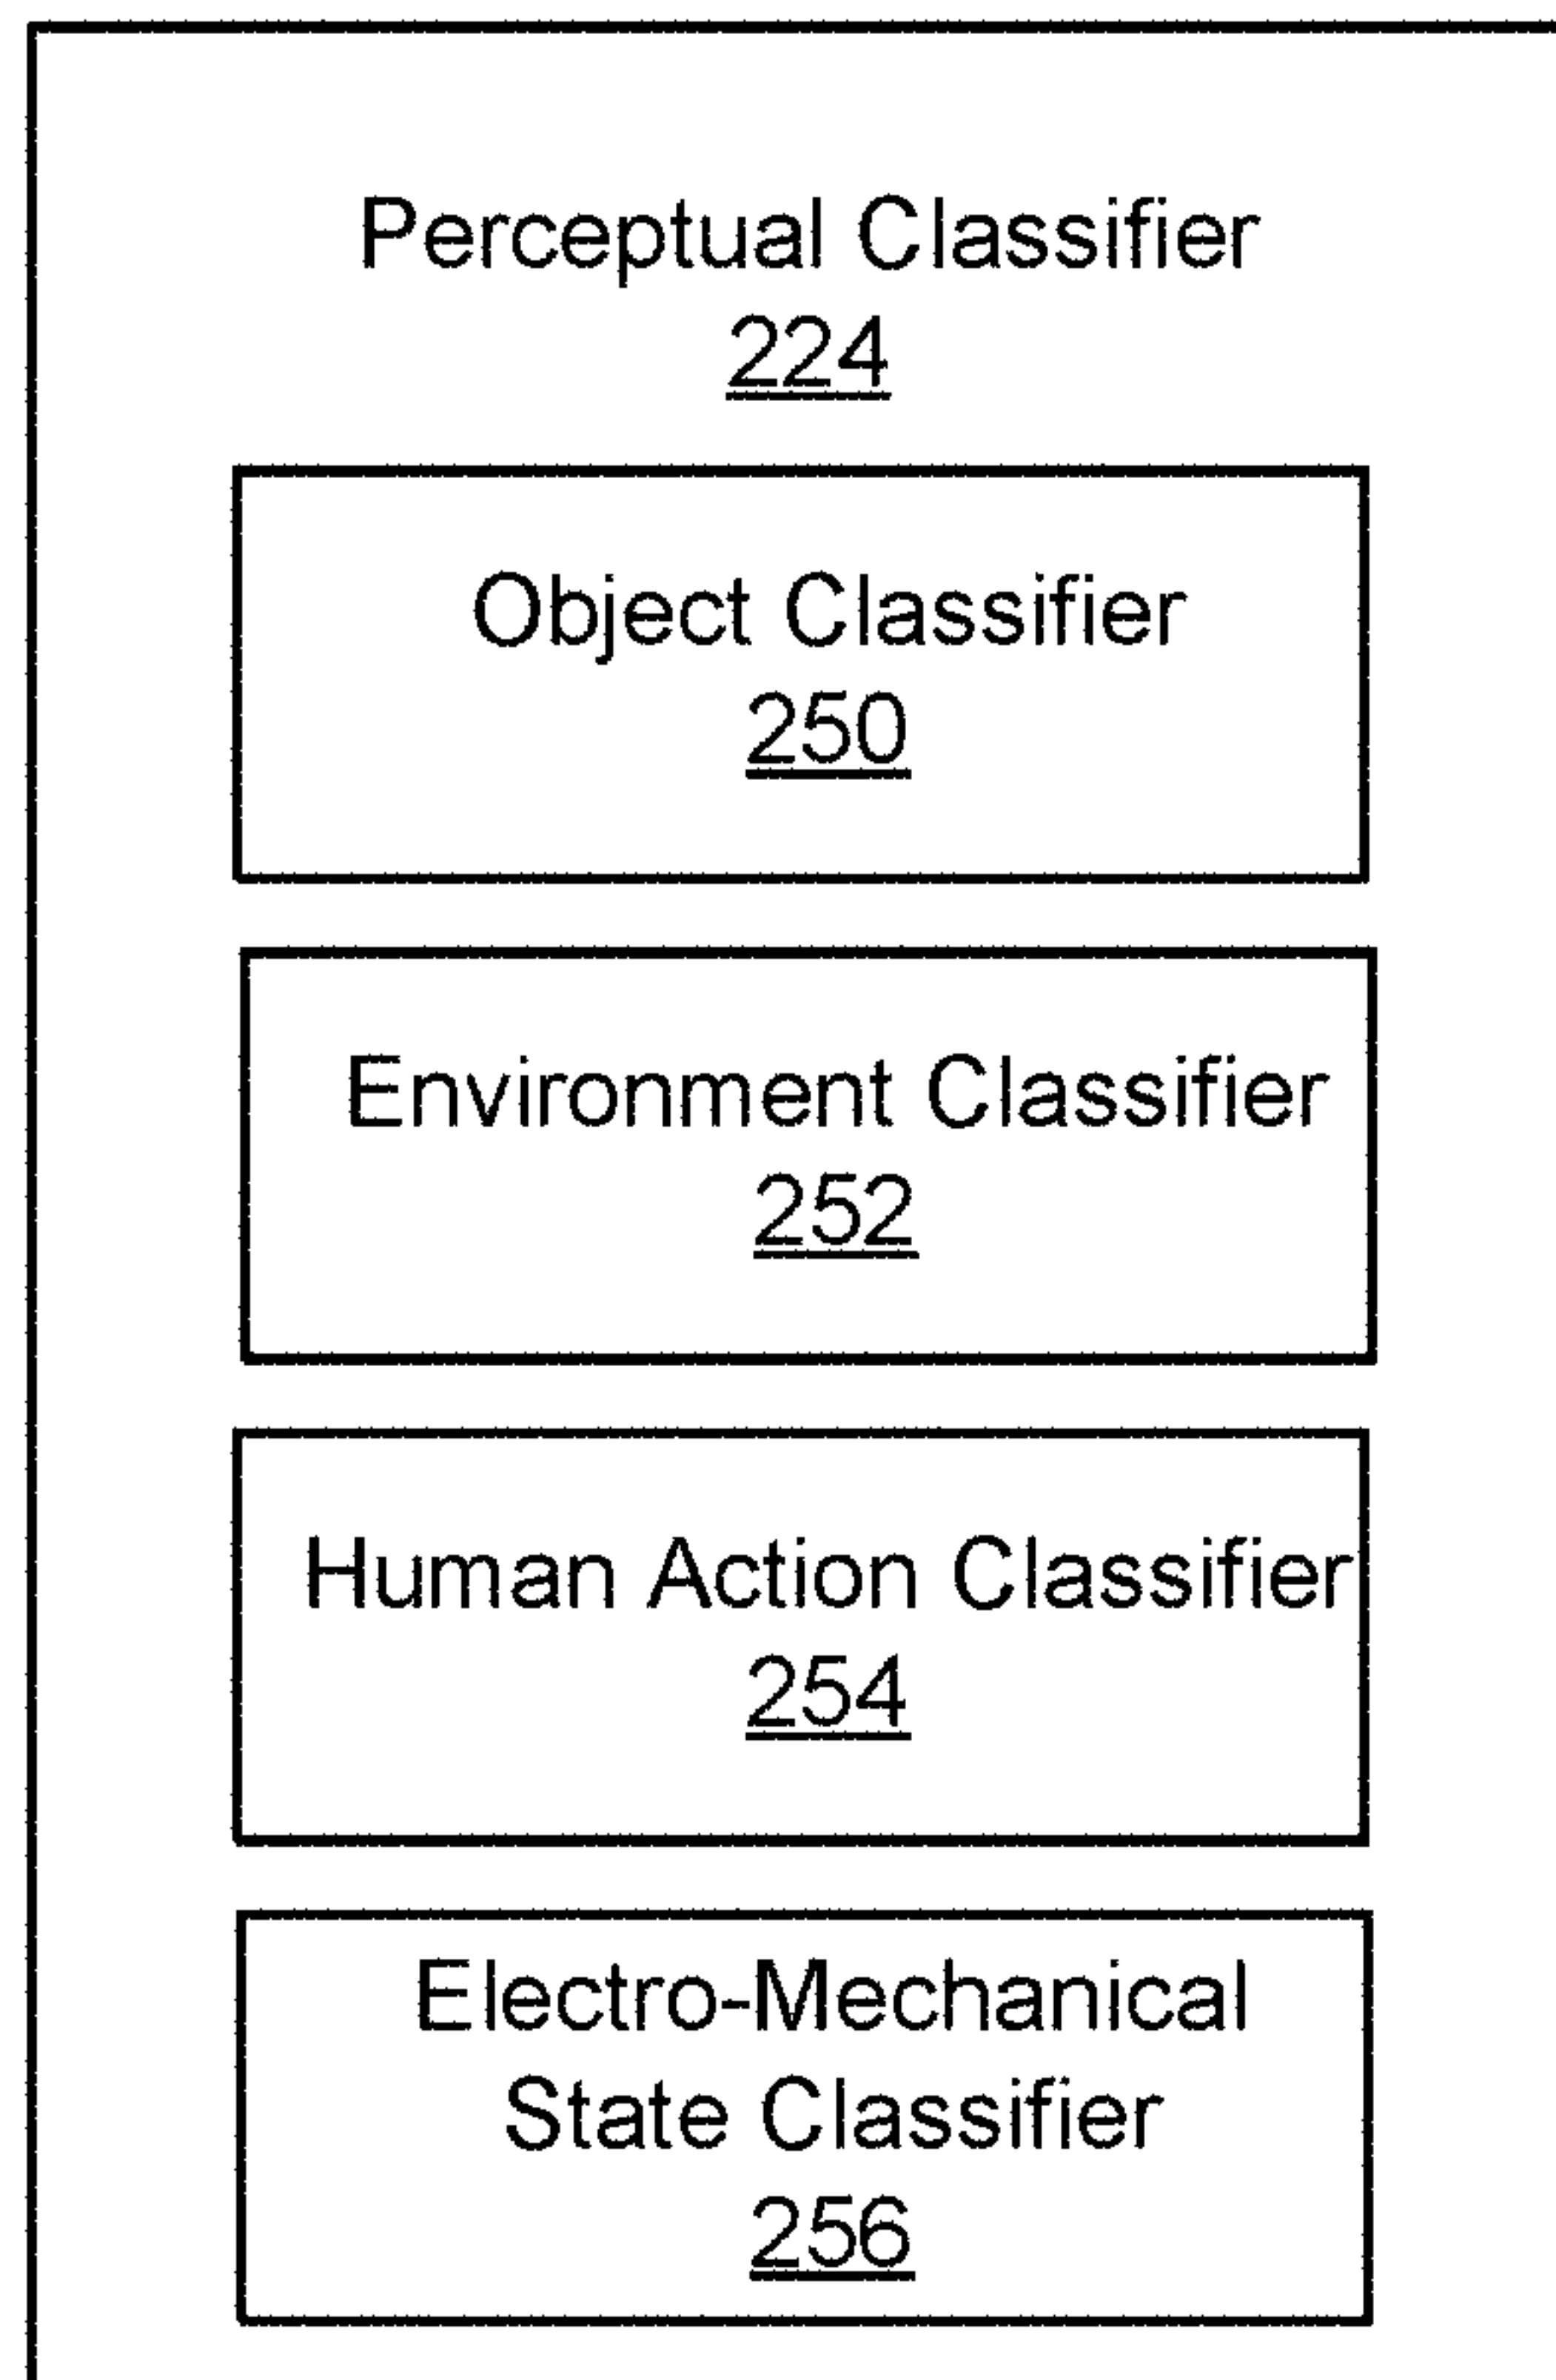 Perceptual Classifier
224
Object Classifier
250
Environment Classifier
252
Human Action Classifier
254
Electro-Mechanical
State Classifier
256